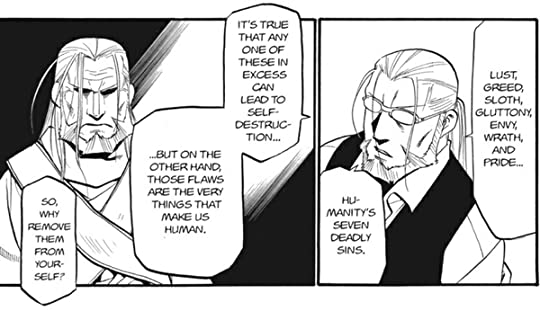 LUST,
GREED,
SLOTH,
GLUTTONY,
ENVY,
WRATH,
AND
PRIDE...
HU-
MANITY'S
SEVEN
DEADLY
SINS.
IT'S TRUE
THAT ANY
ONE OF
THESE IN
EXCESS
CAN
LEAD TO
SELF-
DESTRUC-
TION...
...BUT ON THE
OTHER HAND,
THOSE FLAWS
ARE THE VERY
THINGS THAT
MAKE US
HUMAN.
SO,
WHY
REMOVE
THEM
FROM
YOUR-
SELF?